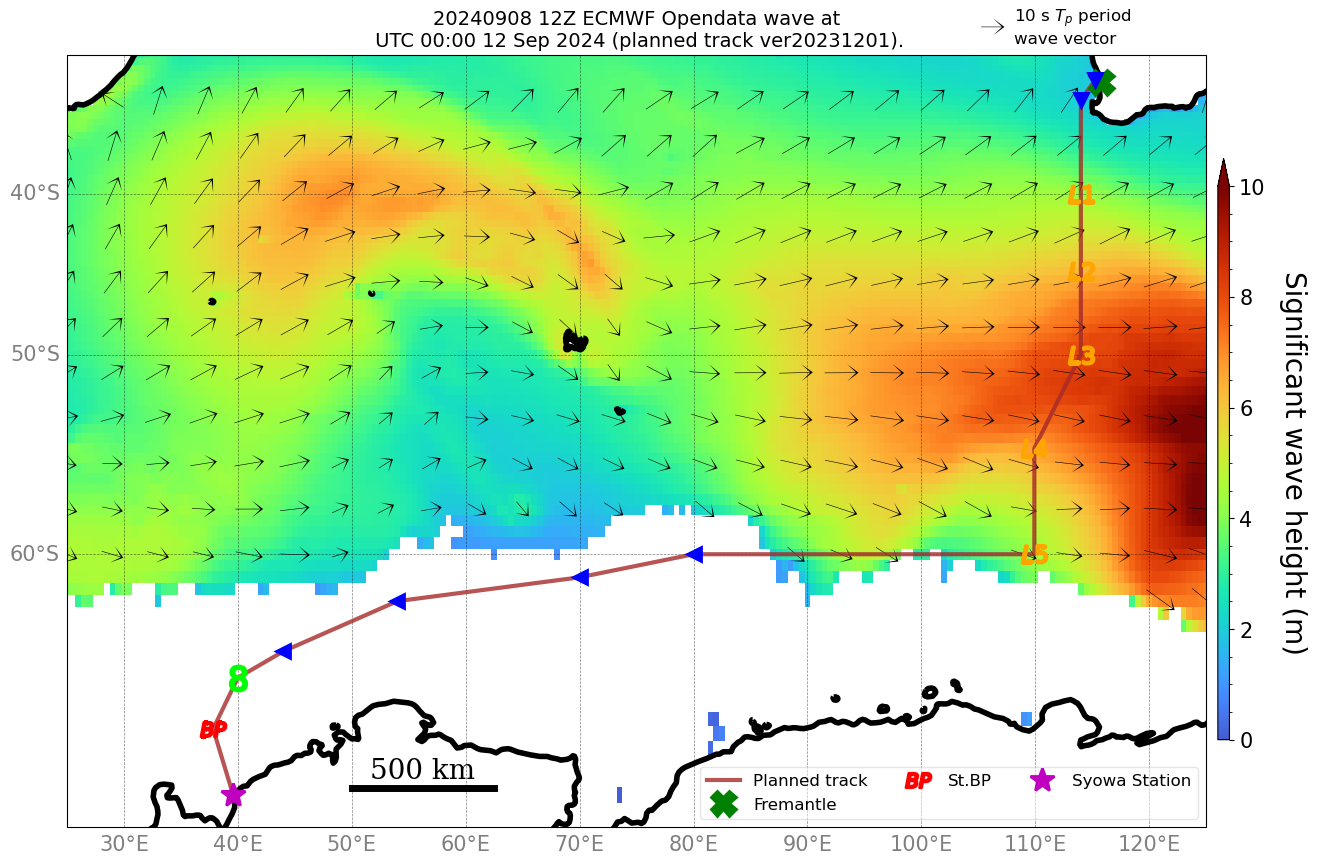 20240908 12Z ECMWF Opendata wave at
UTC 00:00 12 Sep 2024 (planned track ver20231201).
10 s Tp period
wave vector
40°S
50°S
60°S
L1
L2
L3
L4
L5
8
BP
500 km
Planned track
Fremantle
BP St.BP
Syowa Station
30°E 40°E 50°E 60°E 70°E 80°E 90°E 100°E 110°E 120°E
10
8
6
4
2
0
Significant wave height (m)